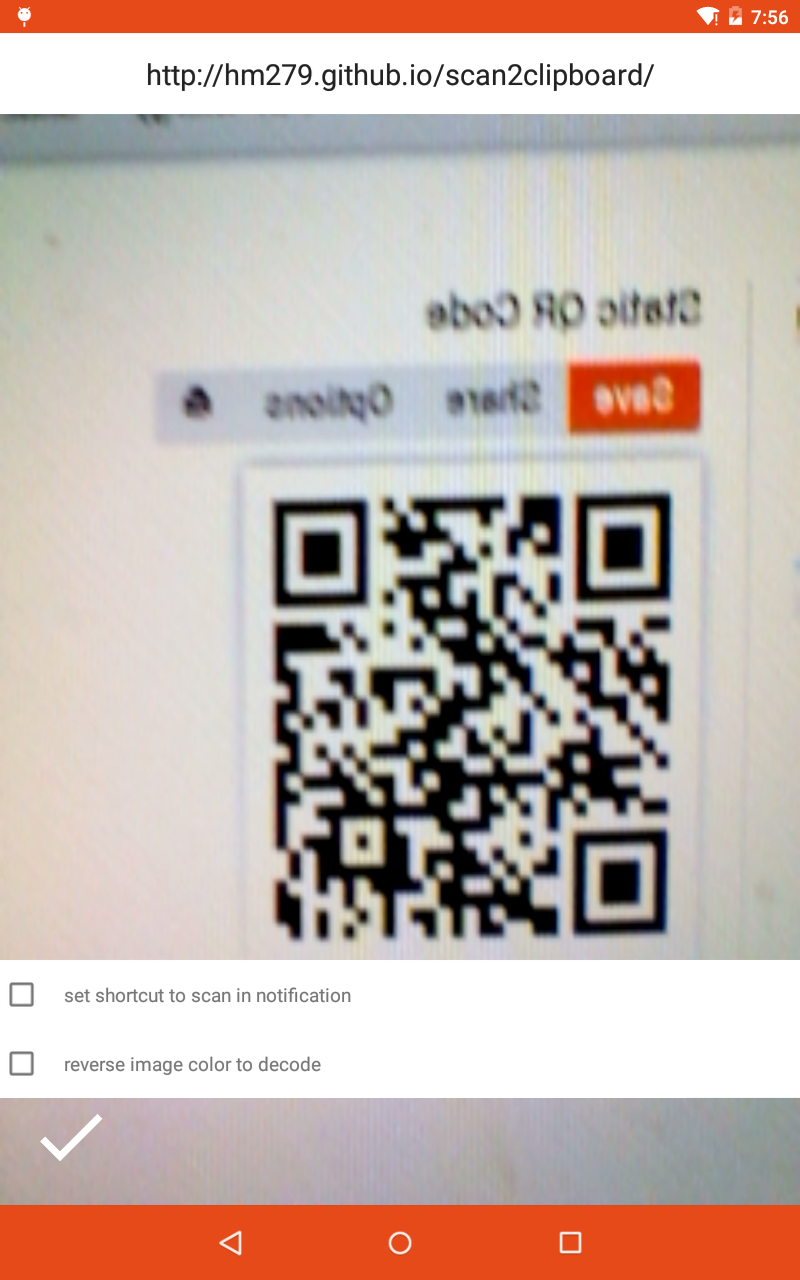 7:56
http://hm279.github.io/scan2clipboard/
Static QR Code
Save Share Options
set shortcut to scan in notification
reverse image color to decode